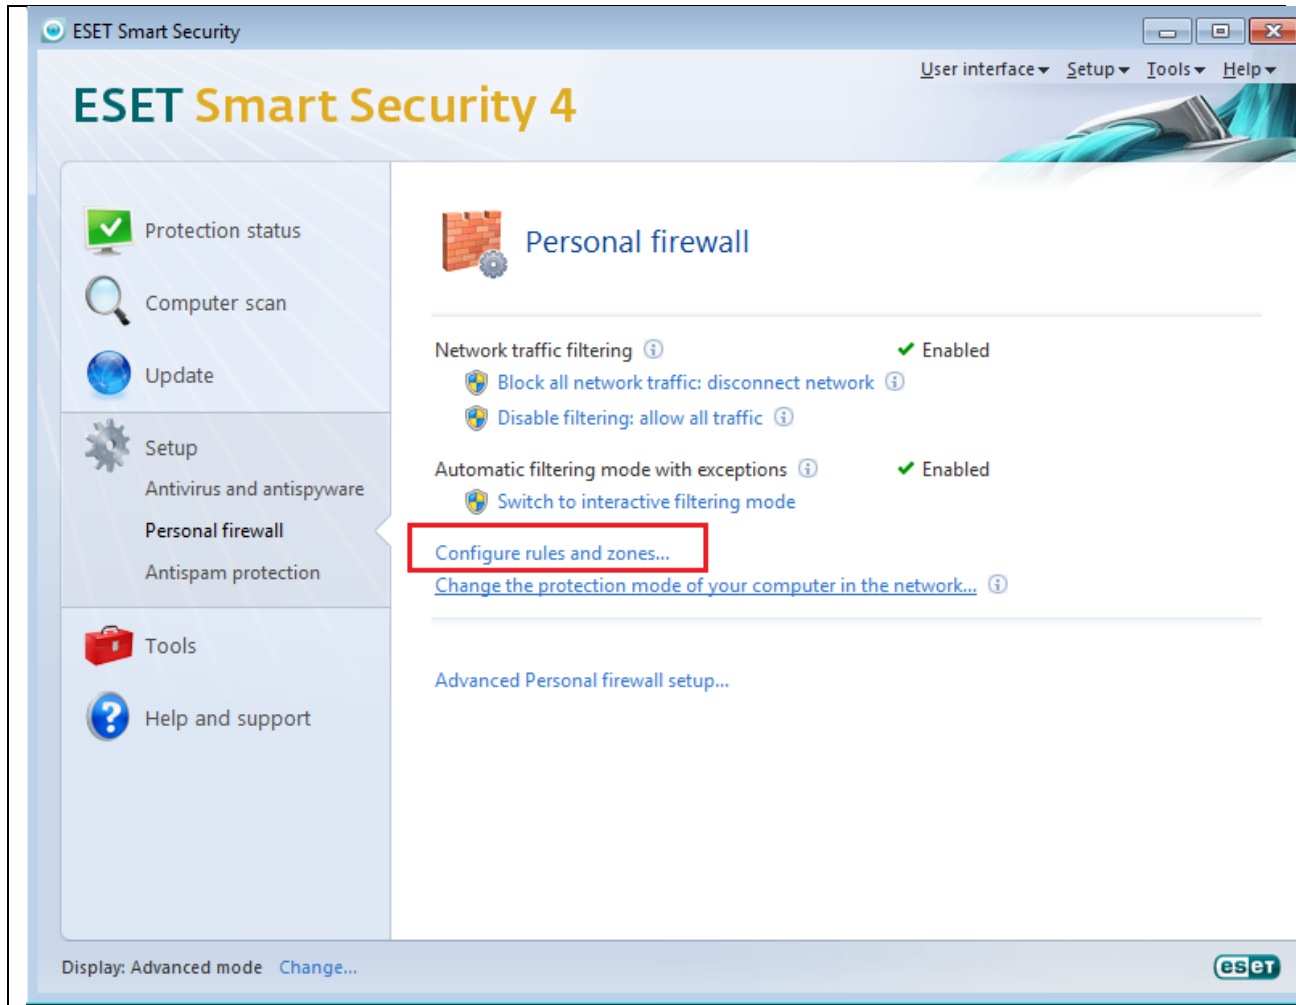 ESET Smart Security
User interface Setup Tools Help
ESET Smart Security 4
Protection status
Computer scan
Update
Setup
Antivirus and antispyware
Personal firewall
Antispam protection
Tools
Help and support
Personal firewall
Network traffic filtering Enabled
Block all network traffic: disconnect network
Disable filtering: allow all traffic
Automatic filtering mode with exceptions Enabled
Switch to interactive filtering mode
Configure rules and zones...
Change the protection mode of your computer in the network...
Advanced Personal firewall setup...
Display: Advanced mode Change...
eset